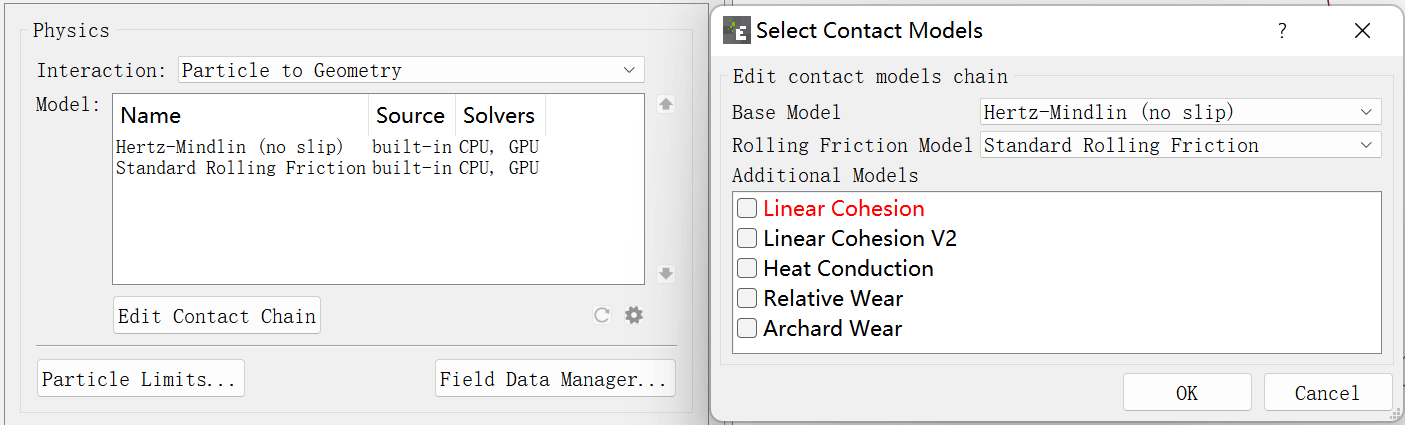 Physics
Interaction: Particle to Geometry
Model:
Name Source Solvers
Hertz-Mindlin (no slip) built-in CPU, GPU
Standard Rolling Friction built-in CPU, GPU
Edit Contact Chain
Particle Limits... Field Data Manager...
E Select Contact Models ?
Edit contact models chain
Base Model Hertz-Mindlin (no slip)
Rolling Friction Model Standard Rolling Friction
Additional Models
Linear Cohesion
Linear Cohesion V2
Heat Conduction
Relative Wear
Archard Wear
OK Cancel